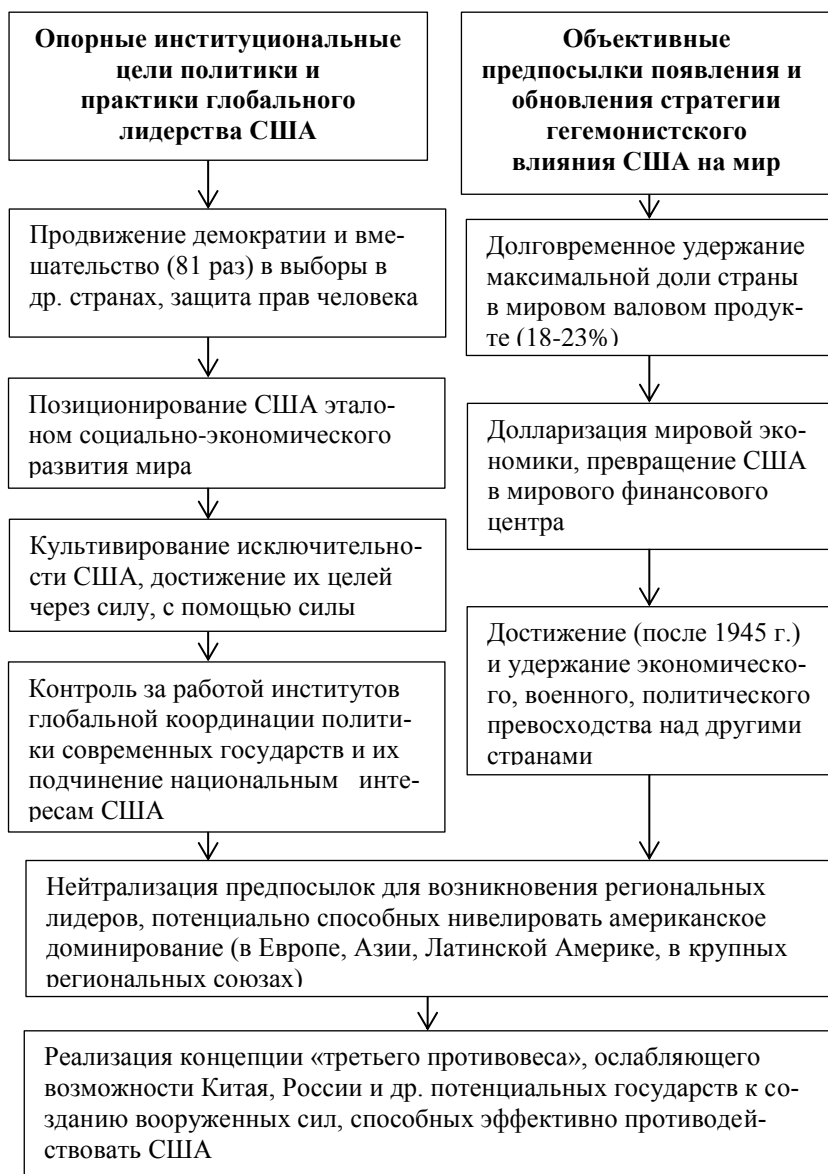 Опорные институциональные
цели политики и
практики глобального
лидерства США
Продвижение демократии и вме-
шательство (81 раз) в выборы в
др. странах, защита прав человека
Позиционирование США этало-
ном социально-экономического
развития мира
Культивирование исключительно-
сти США, достижение их целей
через силу, с помощью силы
Контроль за работой институтов
глобальной координации полити-
ки современных государств и их
подчинение национальным инте-
ресам США
Объективные
предпосылки появления и
обновления стратегии
гегемонистского
влияния США на мир
Долговременное удержание
максимальной доли страны
в мировом валовом продук-
те (18-23%)
Долларизация мировой эко-
номики, превращение США
в мирового финансового
центра
Достижение (после 1945 г.)
и удержание экономическо-
го, военного, политического
превосходства над другими
странами
Нейтрализация предпосылок для возникновения региональных
лидеров, потенциально способных нивелировать американское
доминирование (в Европе, Азии, Латинской Америке, в крупных
региональных союзах)
Реализация концепции «третьего противовеса», ослабляющего
возможности Китая, России и др. потенциальных государств к со-
зданию вооруженных сил, способных эффективно противодей-
ствовать США